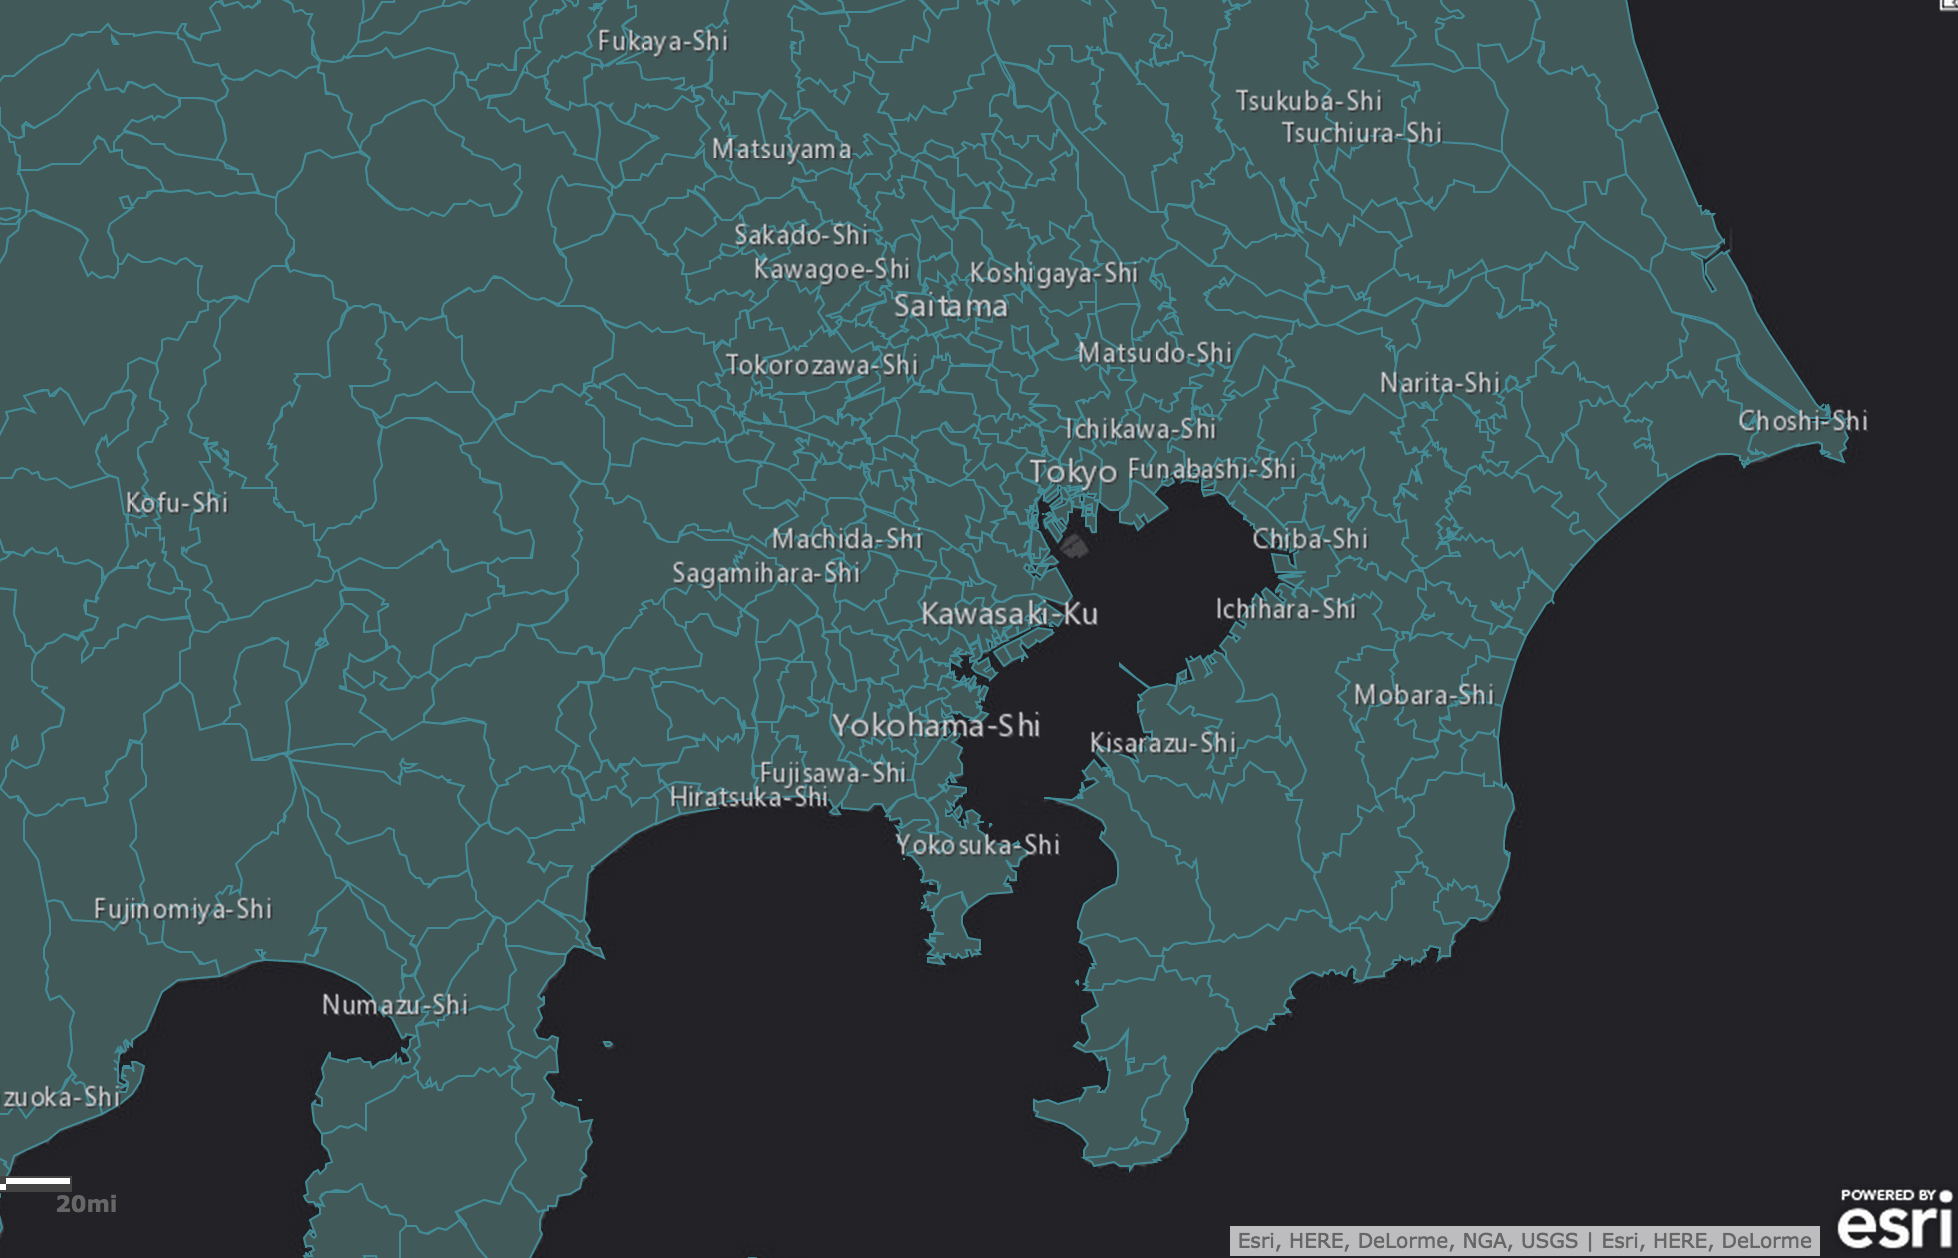 Fukaya-Shi
Tsukuba-Shi
Tsuchiura-Shi
Matsuyama
Sakado-Shi
Kawagoe-Shi
Koshigaya-Shi
Saitama
Matsudo-Shi
Tokorozawa-Shi
Narita-Shi
Choshi-Shi
Ichikawa-Shi
Tokyo
Funabashi-Shi
Kofu-Shi
Machida-Shi
Chiba-Shi
Sagamihara-Shi
Kawasaki-Ku
Ichihara-Shi
Mobara-Shi
Yokohama-Shi
Kisarazu-Shi
Fujisawa-Shi
Hiratsuka-Shi
Yokosuka-Shi
Fujinomiya-Shi
Numazu-Shi
zuoka-Shi
20mi
POWERED BY
esri
Esri, HERE, DeLorme, NGA, USGS | Esri, HERE, DeLorme